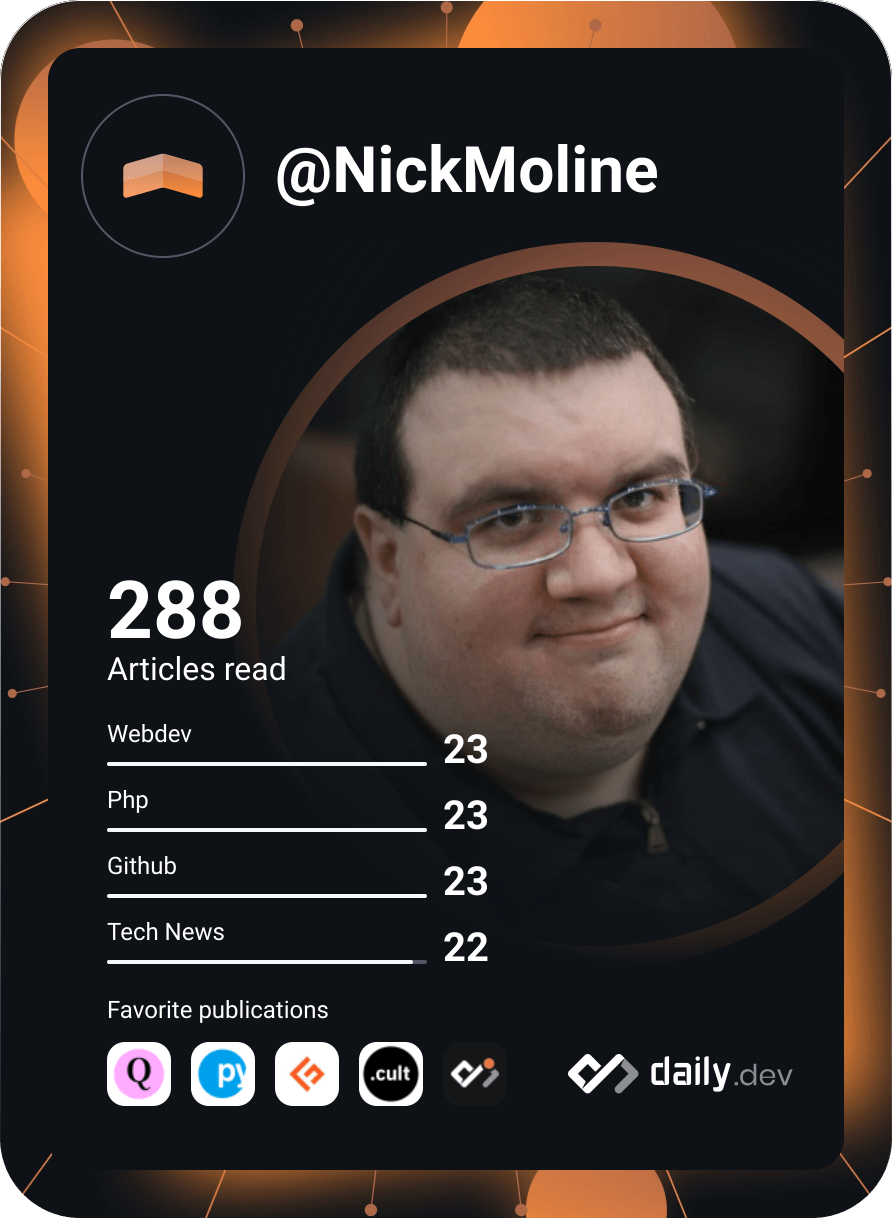 @NickMoline
288
Articles read
Webdev
23
Php
23
Github
23
Tech News
22
Favorite publications
Q
py
.cult
daily.dev